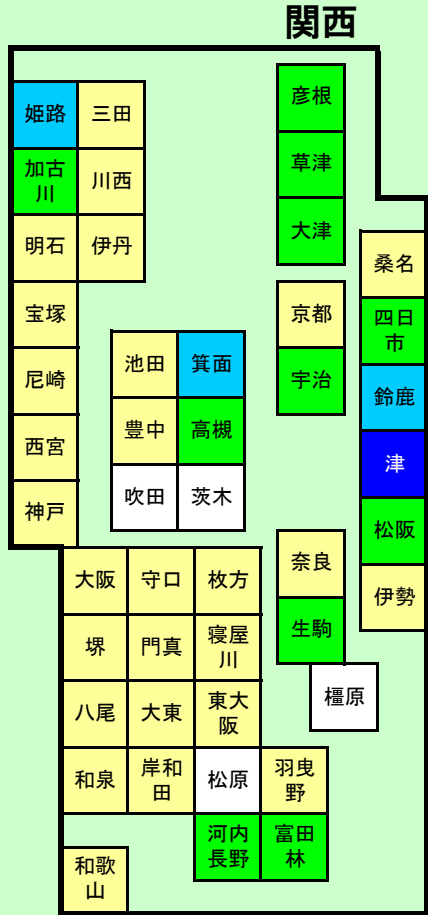 関西
姫路 三田
加古
川
川西
明石 伊丹
宝塚
尼崎
西宮
神戸
彦根
草津
大津
京都
宇治
桑名
四日
市
鈴鹿
津
松阪
伊勢
池田 箕面
豊中 高槻
吹田 茨木
奈良
生駒
橿原
大阪 守口 枚方
堺 門真 寝屋
川
八尾 大東 東大
阪
和泉 岸和
田
松原 羽曳
野
河内
長野
富田
林
和歌
山